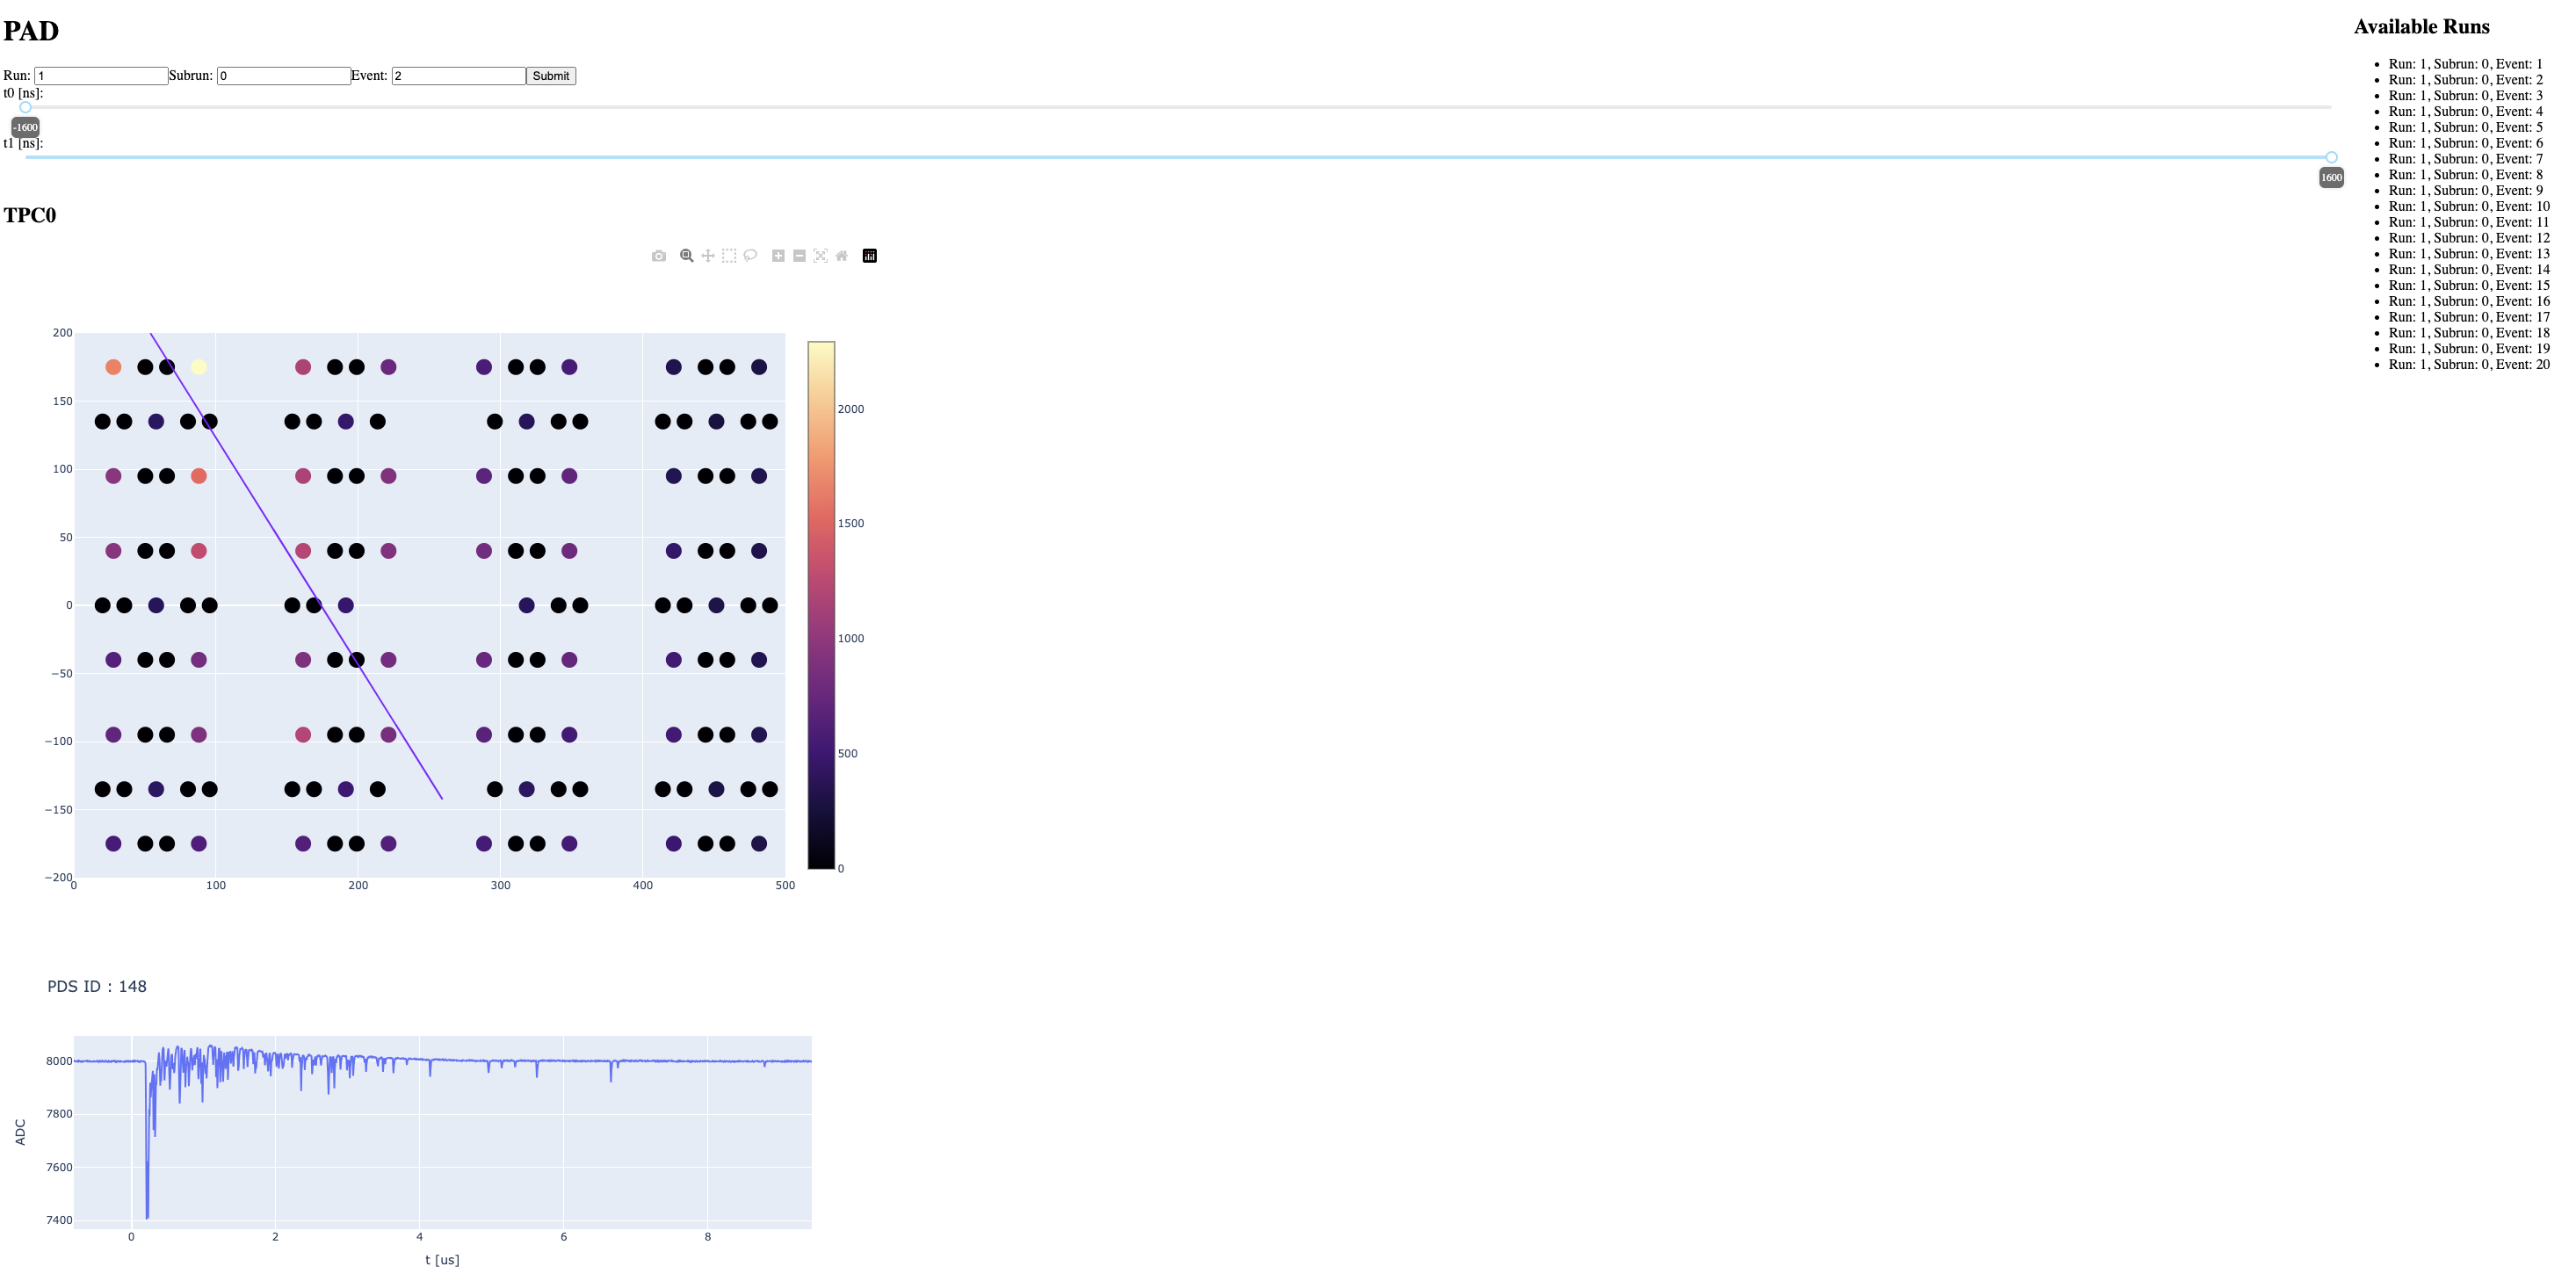 PAD
Run: 1 Subrun: 0 Event: 2 Submit
t0 [ns]:
-1600
t1 [ns]:
1600
TPC0
200
150
100
50
0
−50
−100
−150
−200
0 100 200 300 400 500
2000
1500
1000
500
0
PDS ID : 148
8000
7800
7600
7400
ADC
0 2 4 6 8
t [us]
Available Runs
• Run: 1, Subrun: 0, Event: 1
• Run: 1, Subrun: 0, Event: 2
• Run: 1, Subrun: 0, Event: 3
• Run: 1, Subrun: 0, Event: 4
• Run: 1, Subrun: 0, Event: 5
• Run: 1, Subrun: 0, Event: 6
• Run: 1, Subrun: 0, Event: 7
• Run: 1, Subrun: 0, Event: 8
• Run: 1, Subrun: 0, Event: 9
• Run: 1, Subrun: 0, Event: 10
• Run: 1, Subrun: 0, Event: 11
• Run: 1, Subrun: 0, Event: 12
• Run: 1, Subrun: 0, Event: 13
• Run: 1, Subrun: 0, Event: 14
• Run: 1, Subrun: 0, Event: 15
• Run: 1, Subrun: 0, Event: 16
• Run: 1, Subrun: 0, Event: 17
• Run: 1, Subrun: 0, Event: 18
• Run: 1, Subrun: 0, Event: 19
• Run: 1, Subrun: 0, Event: 20